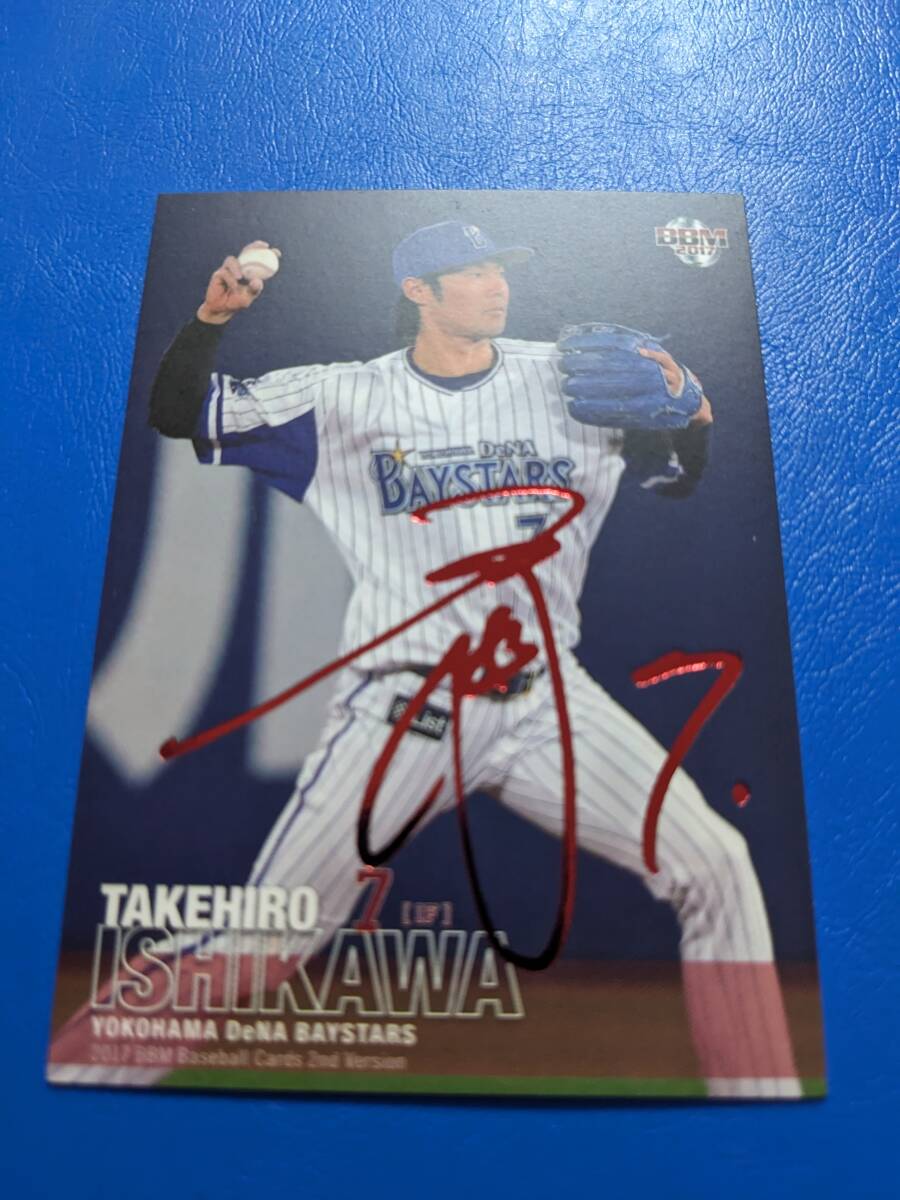 BBM
2017
YOKOHAMA DeNA
BAYSTARS
7
7.
TAKEHIRO 7 [IF]
ISHIKAWA
YOKOHAMA DeNA BAYSTARS
2017 BBM Baseball Cards 2nd Version